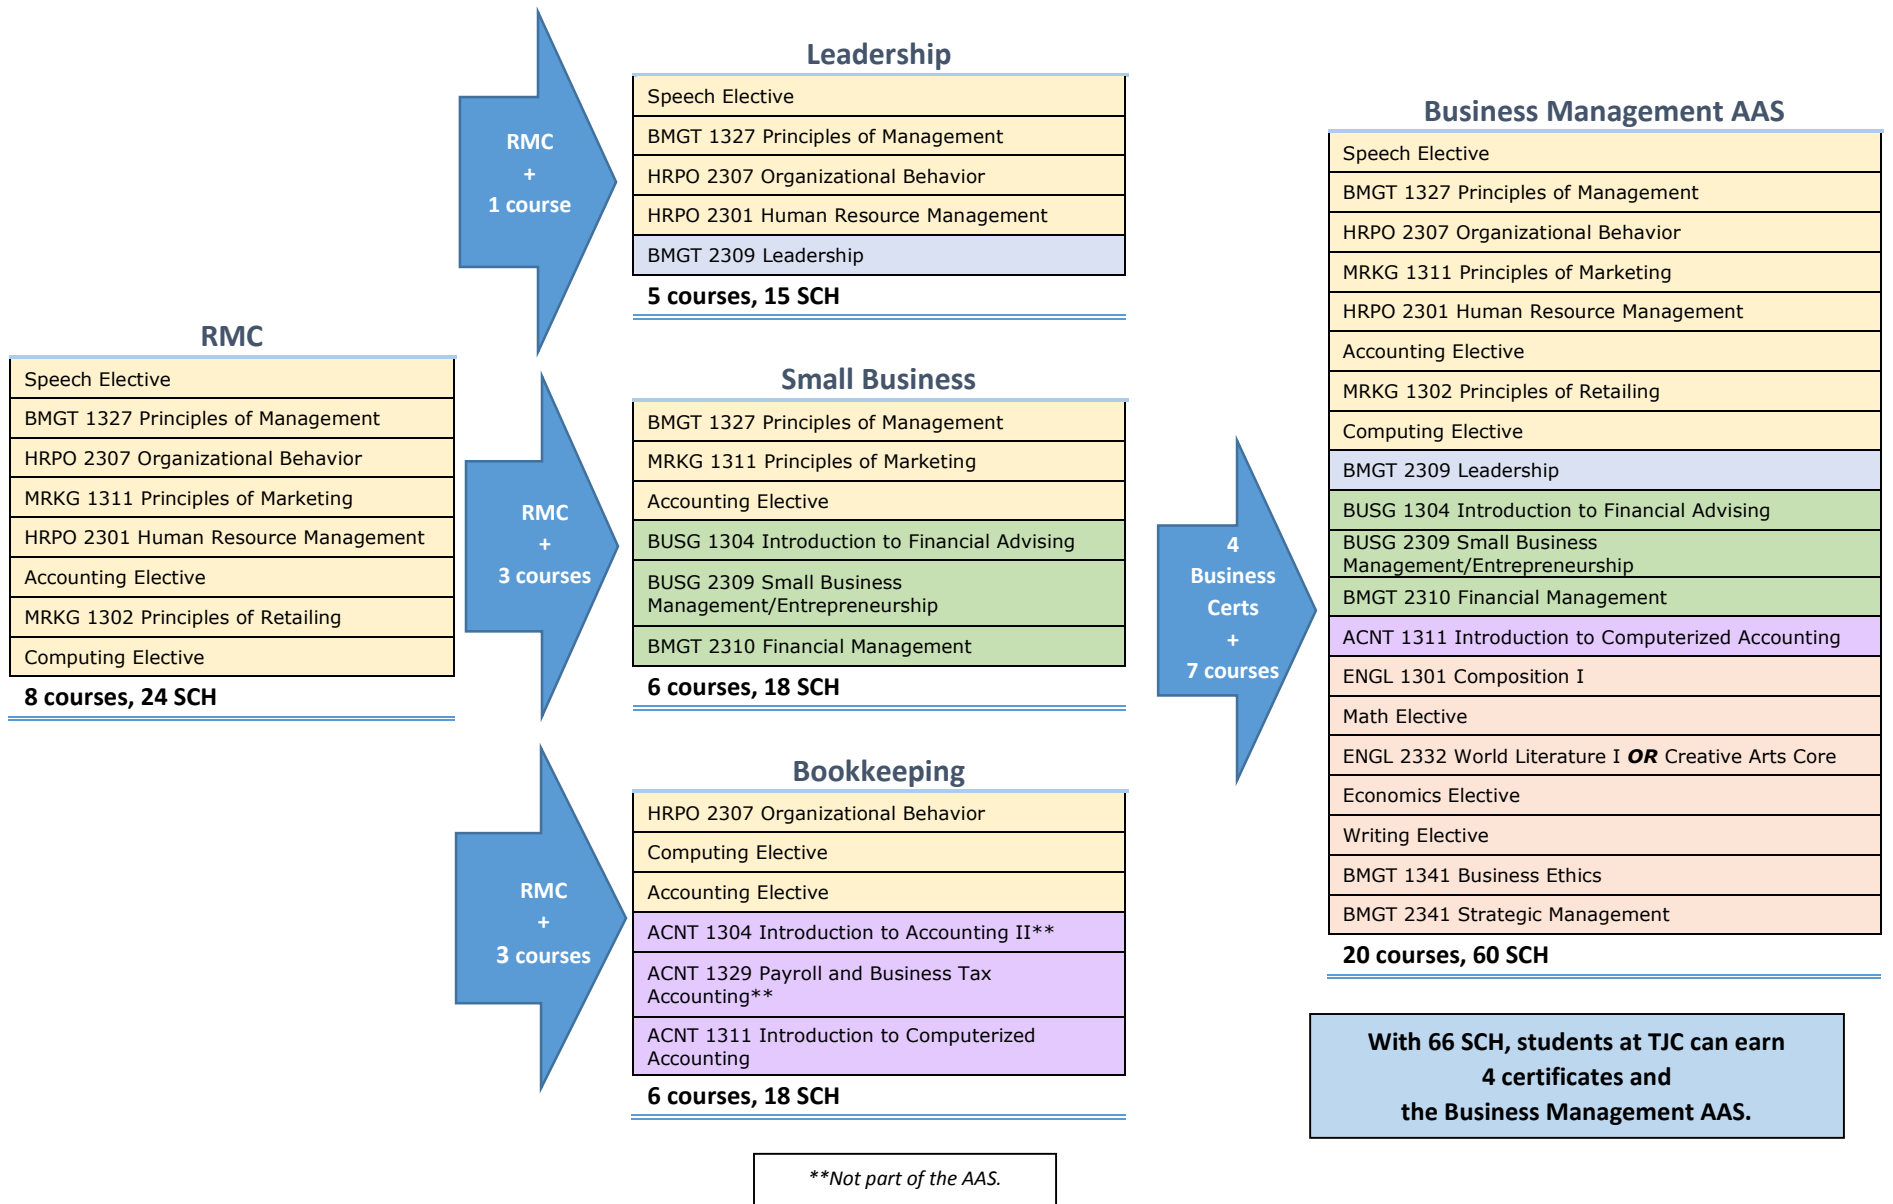 RMC
Speech Elective
BMGT 1327 Principles of Management
HRPO 2307 Organizational Behavior
MRKG 1311 Principles of Marketing
HRPO 2301 Human Resource Management
Accounting Elective
MRKG 1302 Principles of Retailing
Computing Elective
8 courses, 24 SCH
RMC
+
1 course
Leadership
Speech Elective
BMGT 1327 Principles of Management
HRPO 2307 Organizational Behavior
HRPO 2301 Human Resource Management
BMGT 2309 Leadership
5 courses, 15 SCH
RMC
+
3 courses
Small Business
BMGT 1327 Principles of Management
MRKG 1311 Principles of Marketing
Accounting Elective
BUSG 1304 Introduction to Financial Advising
BUSG 2309 Small Business
Management/Entrepreneurship
BMGT 2310 Financial Management
6 courses, 18 SCH
RMC
+
3 courses
Bookkeeping
HRPO 2307 Organizational Behavior
Computing Elective
Accounting Elective
ACNT 1304 Introduction to Accounting II**
ACNT 1329 Payroll and Business Tax
Accounting**
ACNT 1311 Introduction to Computerized
Accounting
6 courses, 18 SCH
**Not part of the AAS.
4
Business
Certs
+
7 courses
Business Management AAS
Speech Elective
BMGT 1327 Principles of Management
HRPO 2307 Organizational Behavior
MRKG 1311 Principles of Marketing
HRPO 2301 Human Resource Management
Accounting Elective
MRKG 1302 Principles of Retailing
Computing Elective
BMGT 2309 Leadership
BUSG 1304 Introduction to Financial Advising
BUSG 2309 Small Business
Management/Entrepreneurship
BMGT 2310 Financial Management
ACNT 1311 Introduction to Computerized Accounting
ENGL 1301 Composition I
Math Elective
ENGL 2332 World Literature I OR Creative Arts Core
Economics Elective
Writing Elective
BMGT 1341 Business Ethics
BMGT 2341 Strategic Management
20 courses, 60 SCH
With 66 SCH, students at TJC can earn
4 certificates and
the Business Management AAS.